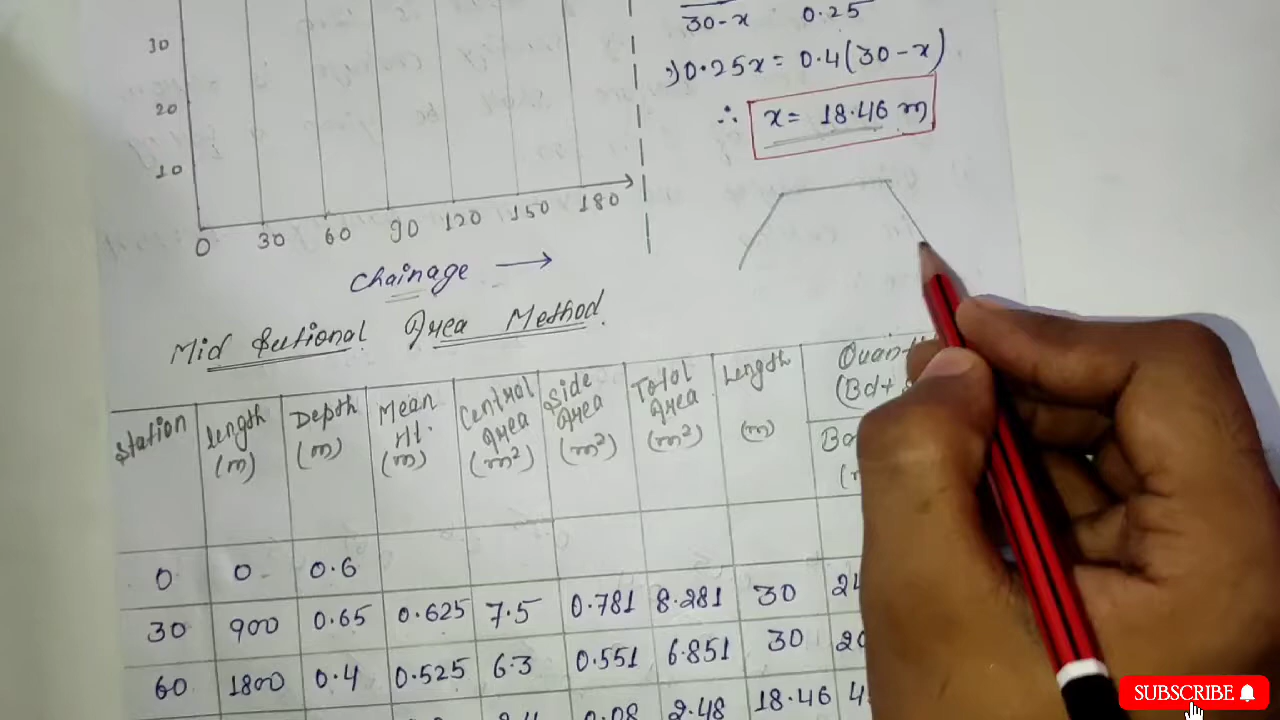 30
20
10
0 30 60 90 120 150 180
Chainage →
30-x 0.25
0.25x = 0.4(30-x)
∴ x = 18.46 m
Mid Sectional Area Method.
Station Length (m) Depth (m) Mean Ht. (m) Central Area (m²) Side Area (m²) Total Area (m²) Length (m)
(Bd+
0 0 0.6
30 900 0.65 0.625 7.5 0.781 8.281 30
60 1800 0.4 0.525 6.3 0.551 6.851 30
0.08 2.48 18.46
SUBSCRIBE